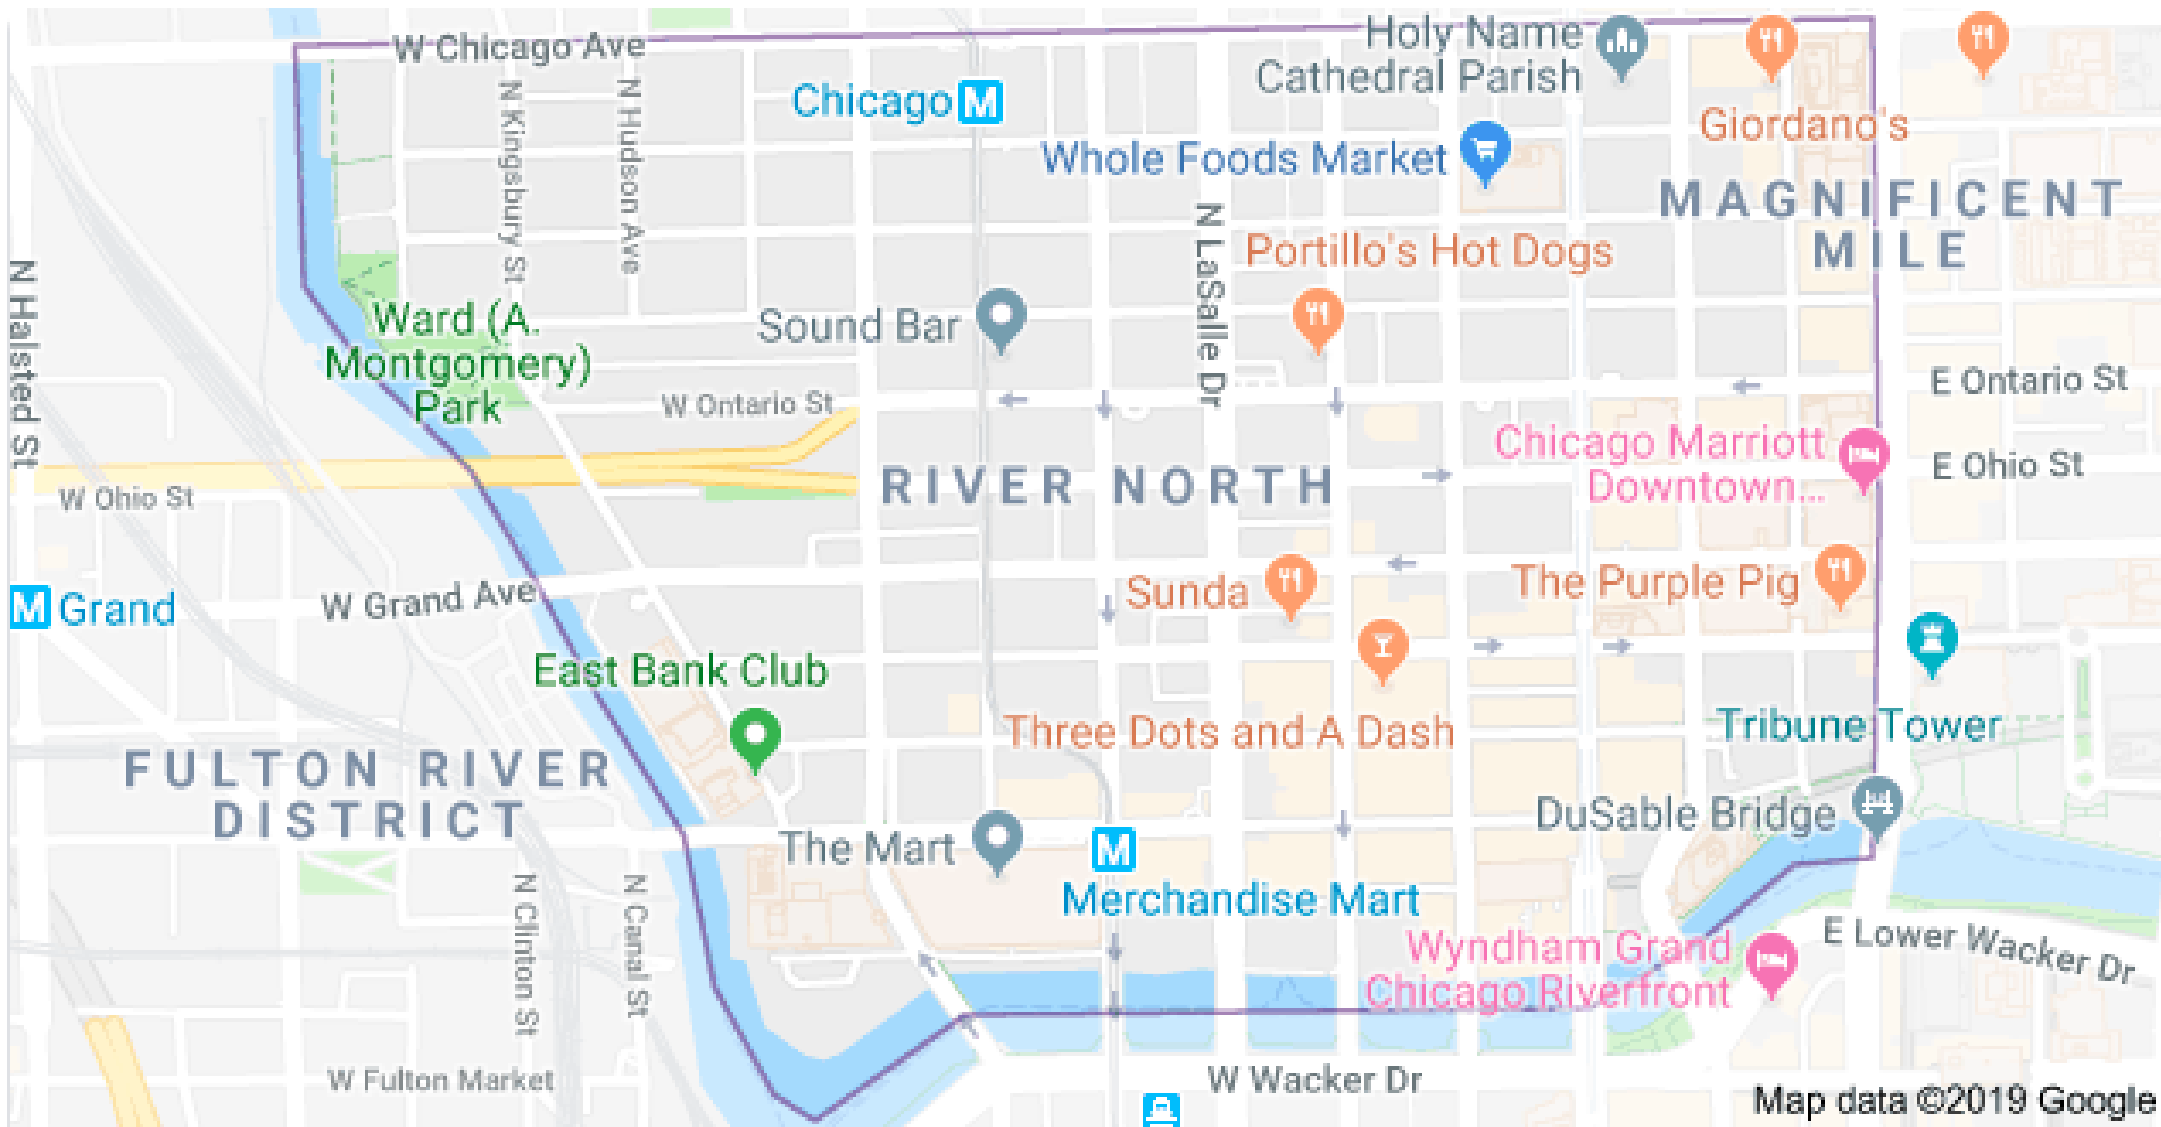 W Chicago Ave
Holy Name
Cathedral Parish
Chicago
M
Giordano's
N Kingsbury St
N Hudson Ave
Whole Foods Market
MAGNIFICENT
MILE
N LaSalle Dr
Portillo's Hot Dogs
N Halsted St
Ward (A.
Montgomery)
Park
Sound Bar
W Ontario St
E Ontario St
Chicago Marriott
Downtown...
E Ohio St
W Ohio St
RIVER NORTH
M
Grand
W Grand Ave
Sunda
The Purple Pig
East Bank Club
Three Dots and A Dash
Tribune Tower
FULTON RIVER
DISTRICT
DuSable Bridge
The Mart
M
Merchandise Mart
N Clinton St
N Canal St
Wyndham Grand
Chicago Riverfront
E Lower Wacker Dr
W Fulton Market
W Wacker Dr
Map data ©2019 Google